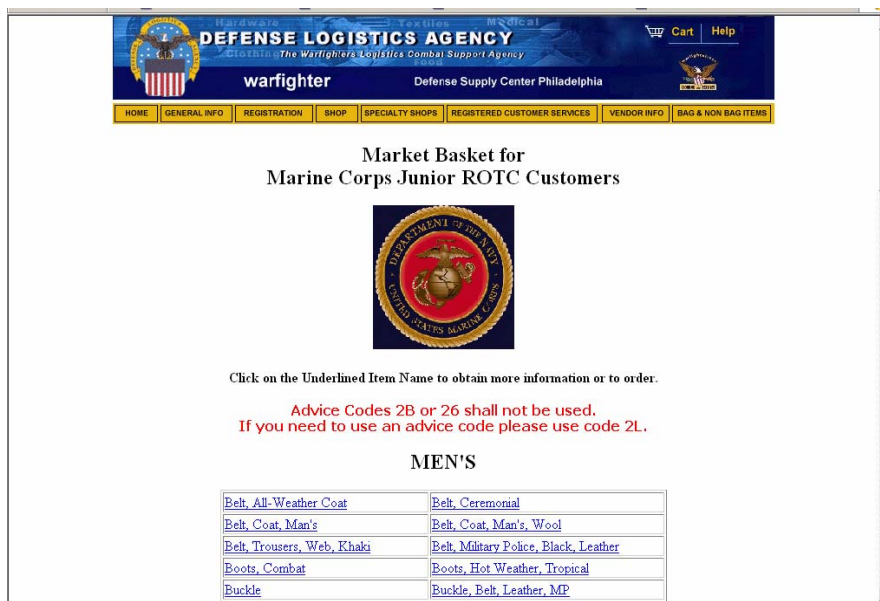 Hardware Textiles Medical
DEFENSE LOGISTICS AGENCY
Clothing The Warfighters Logistics Combat Support Agency
Food
warfighter Defense Supply Center Philadelphia
Cart Help
HOME GENERAL INFO REGISTRATION SHOP SPECIALTY SHOPS REGISTERED CUSTOMER SERVICES VENDOR INFO BAG & NON BAG ITEMS
Market Basket for
Marine Corps Junior ROTC Customers
DEPARTMENT OF THE NAVY
UNITED STATES MARINE CORPS
Click on the Underlined Item Name to obtain more information or to order.
Advice Codes 2B or 26 shall not be used.
If you need to use an advice code please use code 2L.
MEN'S
Belt, All-Weather Coat Belt, Ceremonial
Belt, Coat, Man's Belt, Coat, Man's, Wool
Belt, Trousers, Web, Khaki Belt, Military Police, Black, Leather
Boots, Combat Boots, Hot Weather, Tropical
Buckle Buckle, Belt, Leather, MP